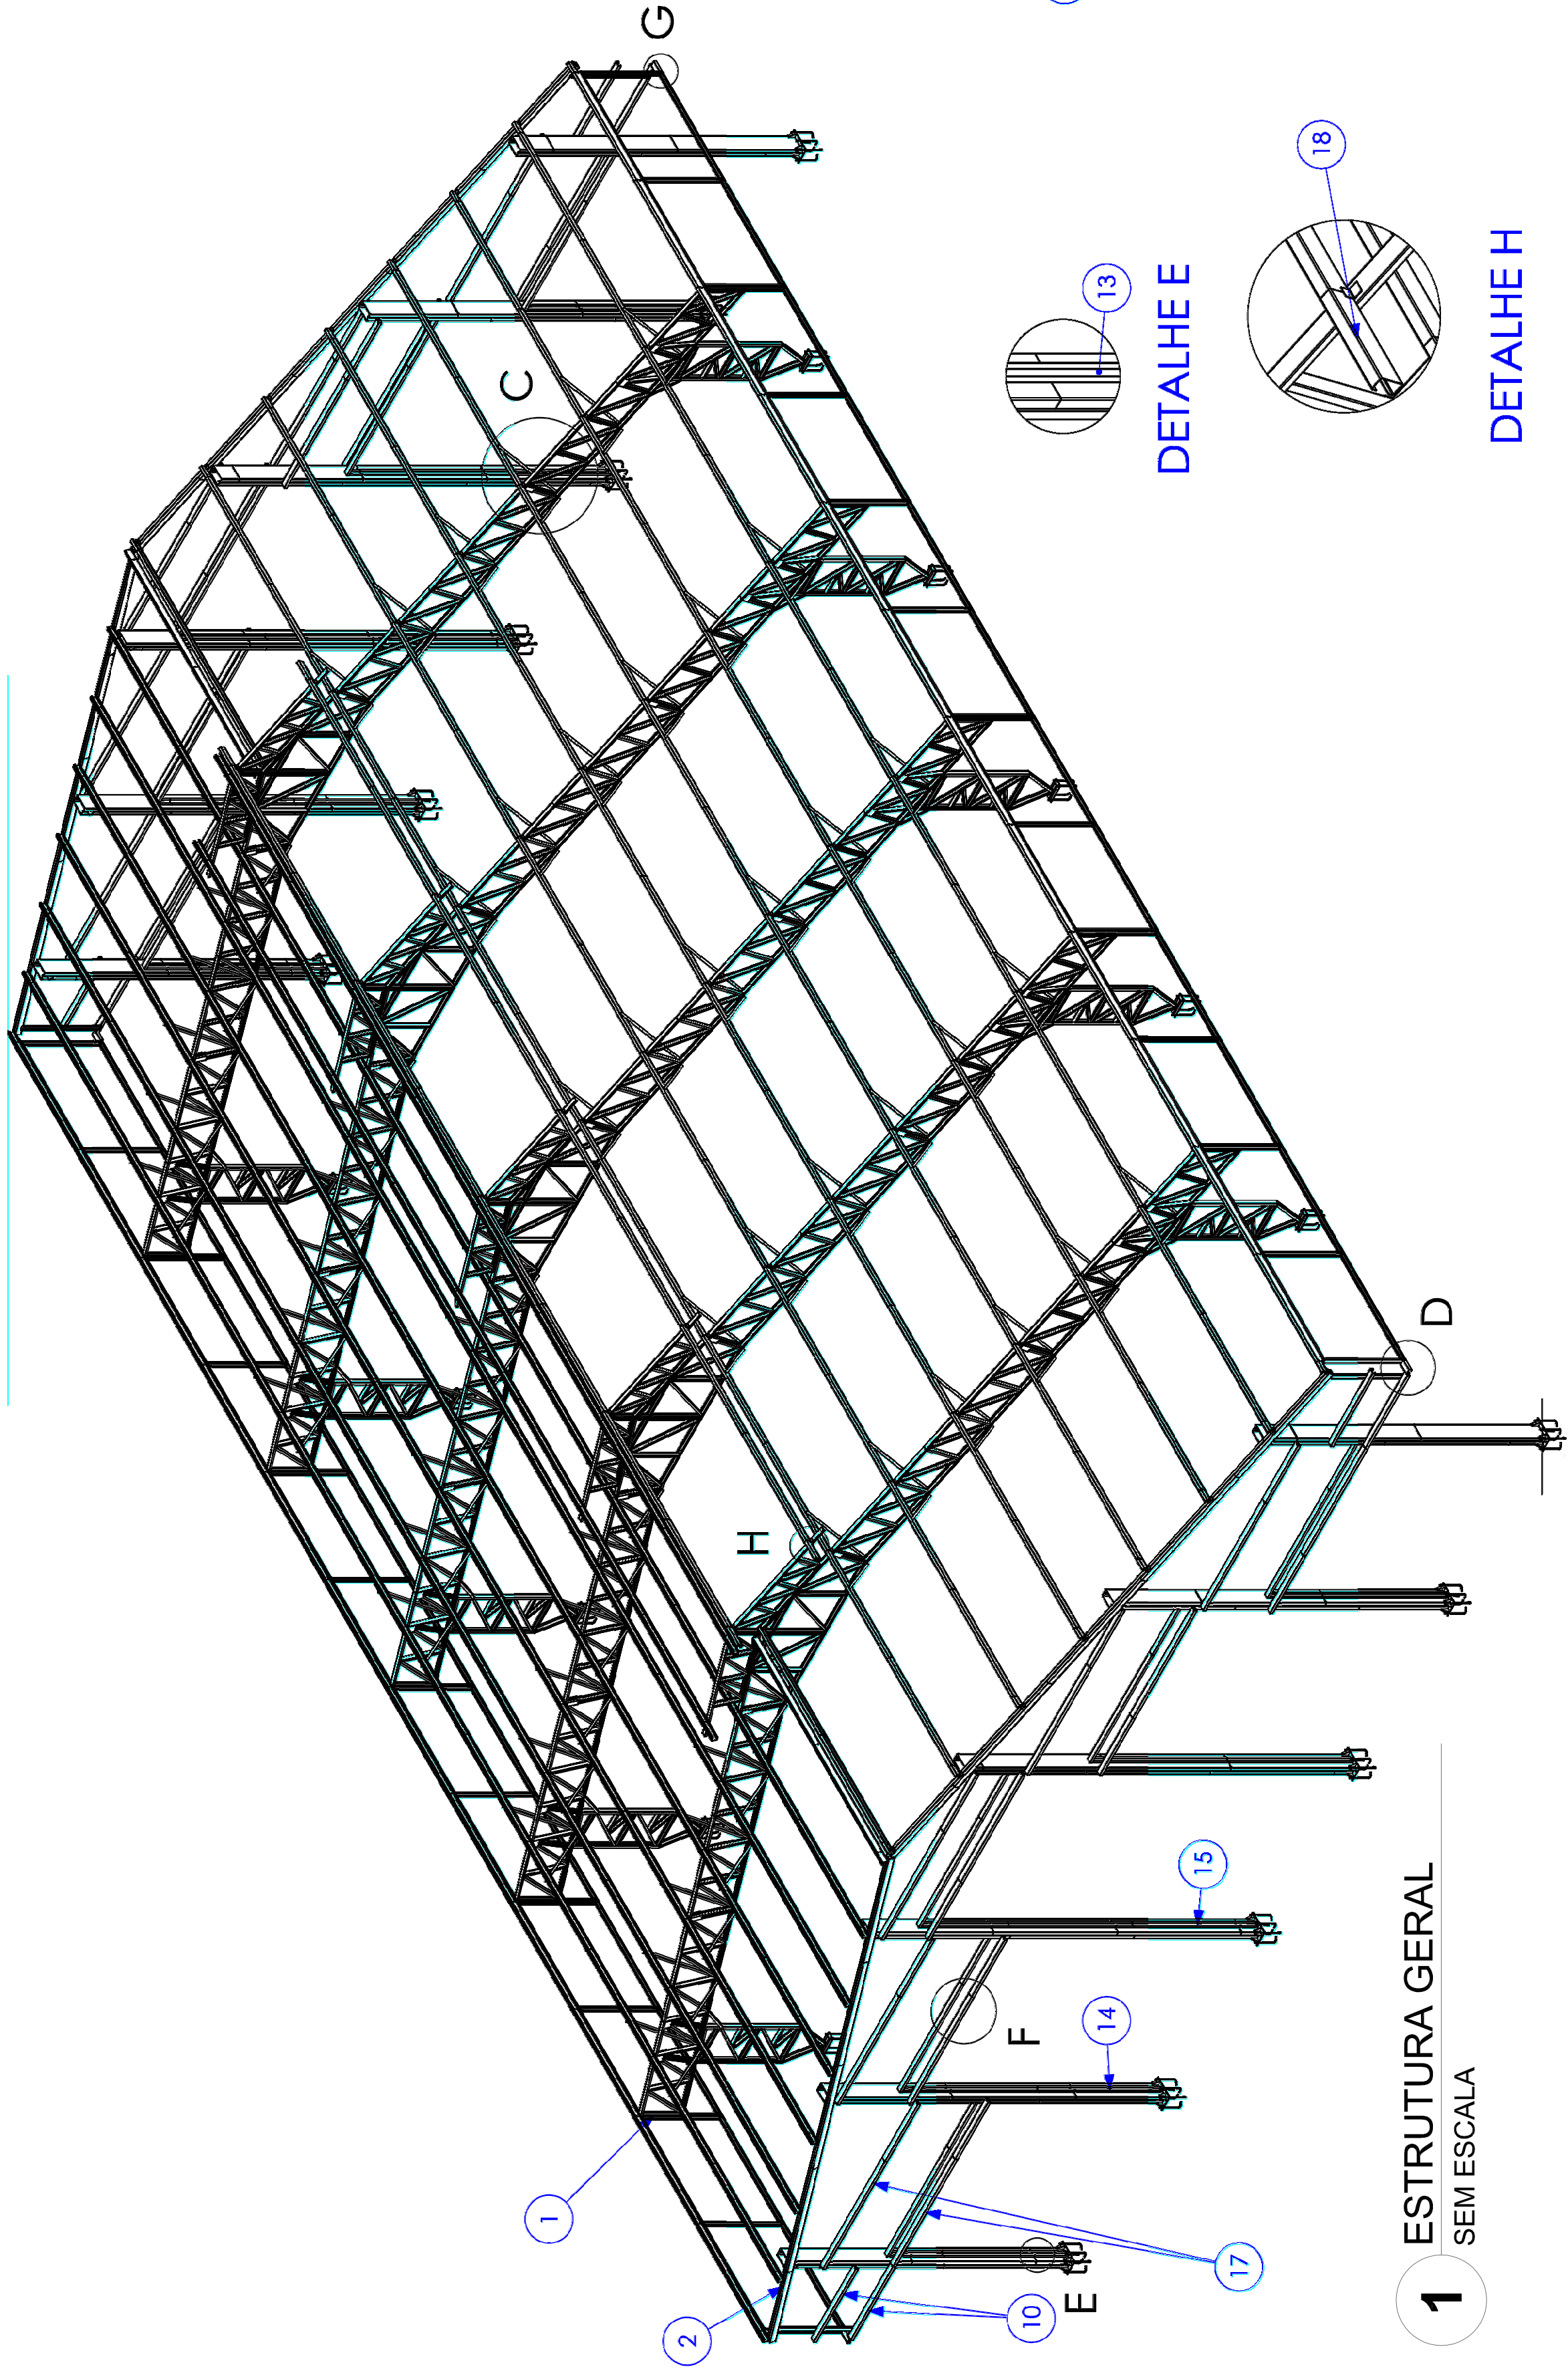 G
C
18
13
DETALHE E
DETALHE H
H
D
F
E
1
2
10
17
14
15
1
ESTRUTURA GERAL
SEM ESCALA